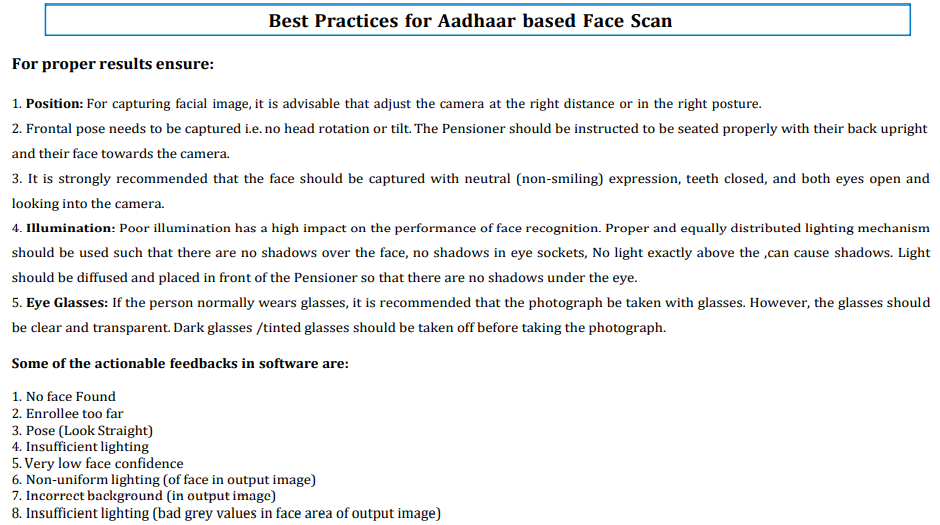 Best Practices for Aadhaar based Face Scan
For proper results ensure:
1. Position: For capturing facial image, it is advisable that adjust the camera at the right distance or in the right posture.
2. Frontal pose needs to be captured i.e. no head rotation or tilt. The Pensioner should be instructed to be seated properly with their back upright
and their face towards the camera.
3. It is strongly recommended that the face should be captured with neutral (non-smiling) expression, teeth closed, and both eyes open and
looking into the camera.
4. Illumination: Poor illumination has a high impact on the performance of face recognition. Proper and equally distributed lighting mechanism
should be used such that there are no shadows over the face, no shadows in eye sockets, No light exactly above the ,can cause shadows. Light
should be diffused and placed in front of the Pensioner so that there are no shadows under the eye.
5. Eye Glasses: If the person normally wears glasses, it is recommended that the photograph be taken with glasses. However, the glasses should
be clear and transparent. Dark glasses /tinted glasses should be taken off before taking the photograph.
Some of the actionable feedbacks in software are:
1. No face Found
2. Enrollee too far
3. Pose (Look Straight)
4. Insufficient lighting
5. Very low face confidence
6. Non-uniform lighting (of face in output image)
7. Incorrect background (in output image)
8. Insufficient lighting (bad grey values in face area of output image)